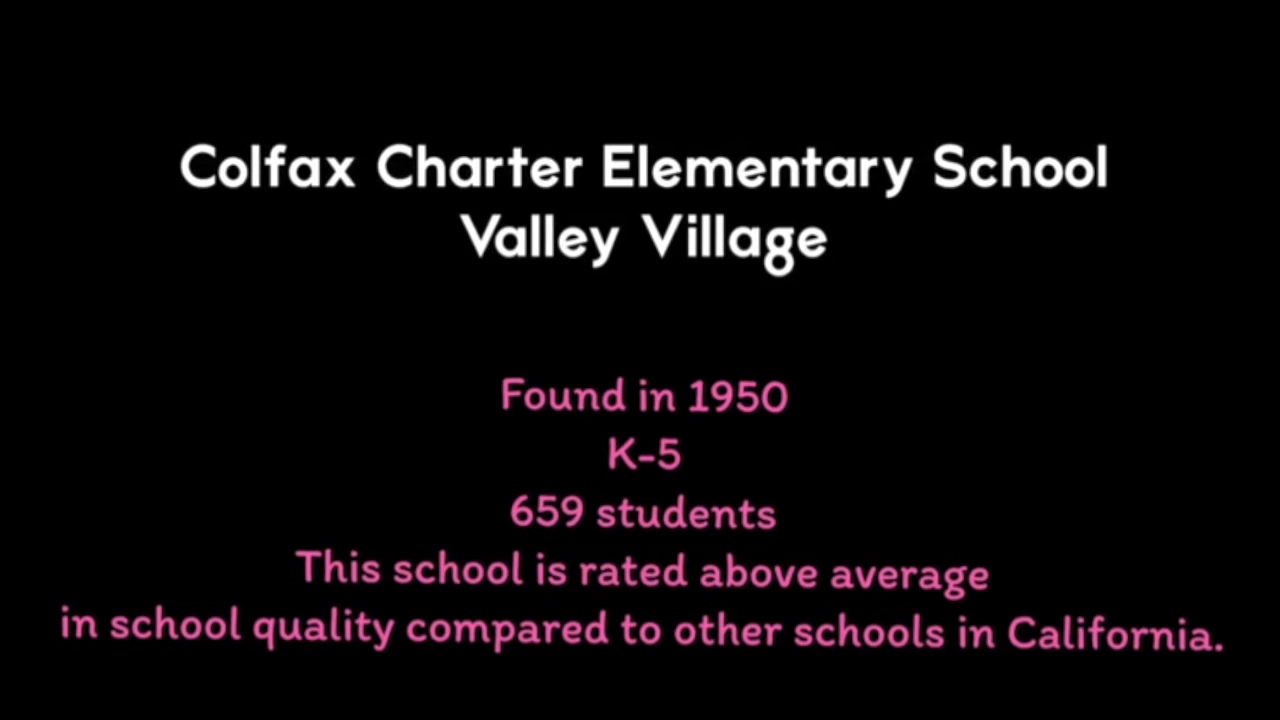 Colfax Charter Elementary School
Valley Village
Found in 1950
K-5
659 students
This school is rated above average
in school quality compared to other schools in California.